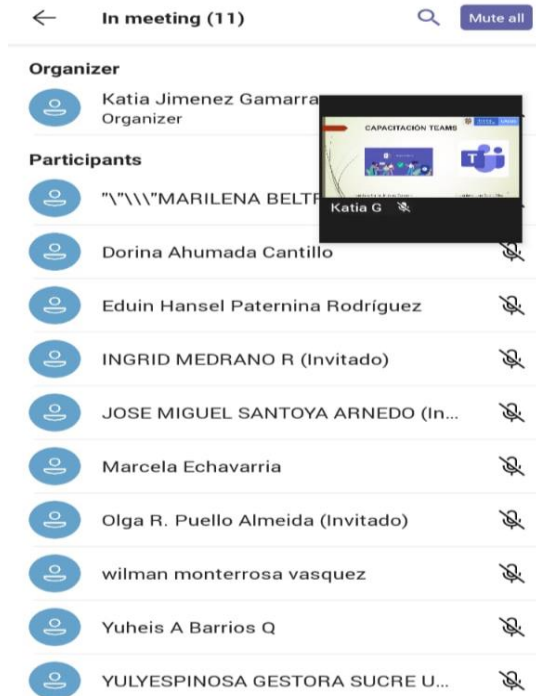 In meeting (11)
Mute all
Organizer
Katia Jimenez Gamarra
Organizer
CAPACITACIÓN TEAMS
T
Katia G
Participants
"\"\\\"MARILENA BELTR
Dorina Ahumada Cantillo
Eduin Hansel Paternina Rodríguez
INGRID MEDRANO R (Invitado)
JOSE MIGUEL SANTOYA ARNEDO (In...
Marcela Echavarria
Olga R. Puello Almeida (Invitado)
wilman monterrosa vasquez
Yuheis A Barrios Q
YULYESPINOSA GESTORA SUCRE U...